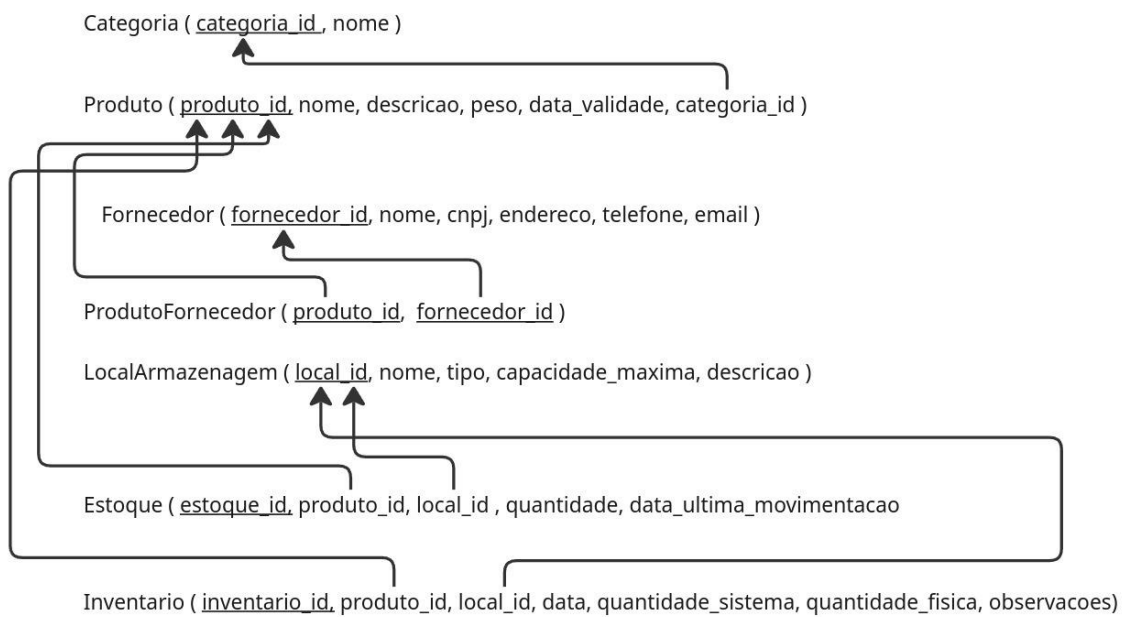 Categoria ( categoria_id , nome )
Produto ( produto_id, nome, descricao, peso, data_validade, categoria_id )
Fornecedor ( fornecedor_id, nome, cnpj, endereco, telefone, email )
ProdutoFornecedor ( produto_id, fornecedor_id )
LocalArmazenagem ( local_id, nome, tipo, capacidade_maxima, descricao )
Estoque ( estoque_id, produto_id, local_id , quantidade, data_ultima_movimentacao
Inventario ( inventario_id, produto_id, local_id, data, quantidade_sistema, quantidade_fisica, observacoes)